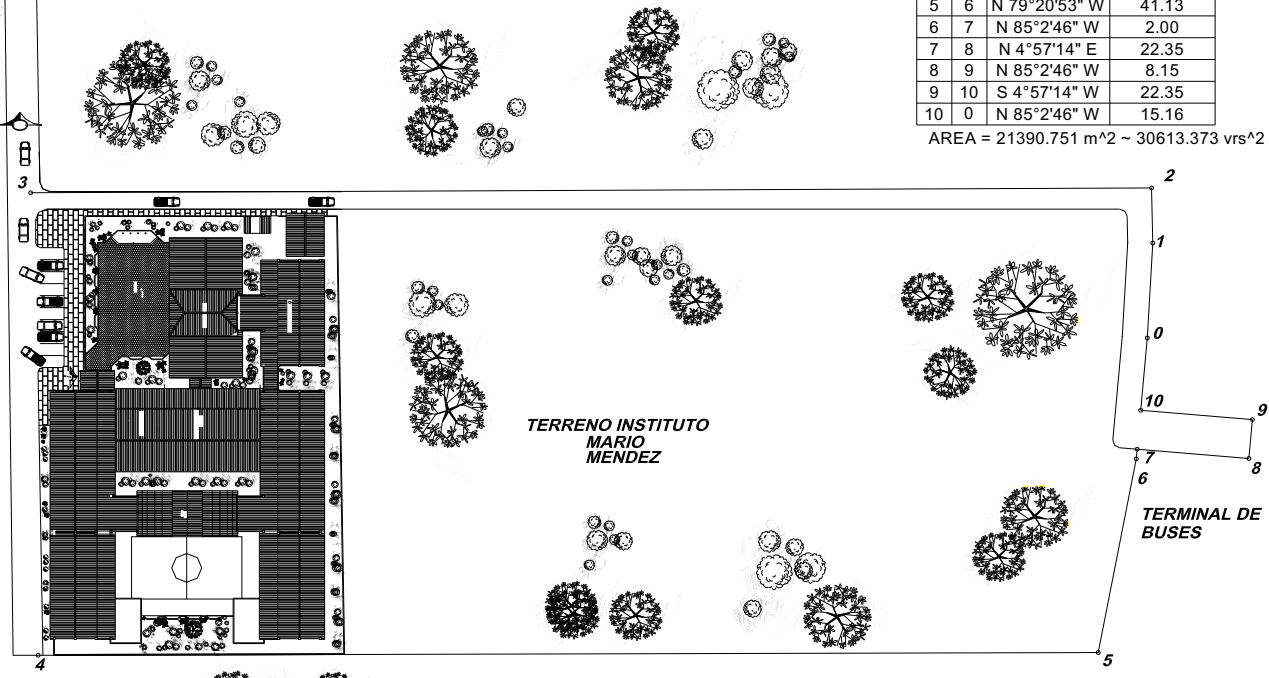 5 6 N 79°20'53" W 41.13
6 7 N 85°2'46" W 2.00
7 8 N 4°57'14" E 22.35
8 9 N 85°2'46" W 8.15
9 10 S 4°57'14" W 22.35
10 0 N 85°2'46" W 15.16
AREA = 21390.751 m^2 ~ 30613.373 vrs^2
3
2
1
0
10
9
TERRENO INSTITUTO
MARIO
MENDEZ
7
8
6
TERMINAL DE
BUSES
4
5